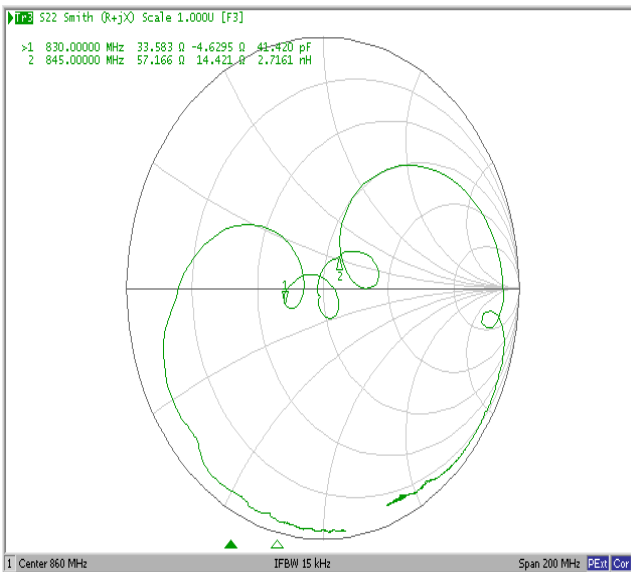 Tr3 S22 Smith (R+jX) Scale 1.000U [F3]
>1 830.00000 MHz 33.583 Ω -4.6295 Ω 41.420 pF
2 845.00000 MHz 57.166 Ω 14.421 Ω 2.7161 nH
1
2
1 Center 860 MHz IFBW 15 kHz Span 200 MHz PExt Cor